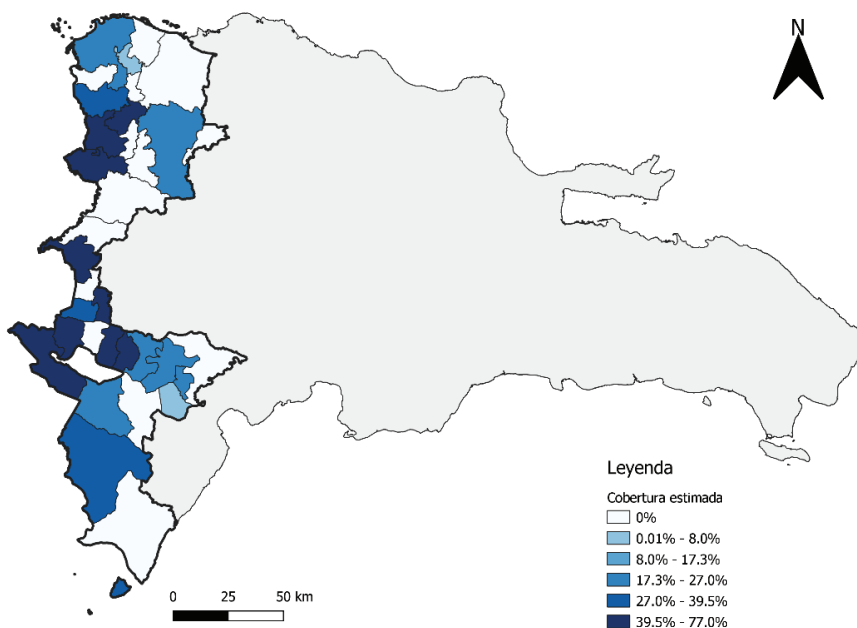 N
Leyenda
Cobertura estimada
0%
0.01% - 8.0%
8.0% - 17.3%
17.3% - 27.0%
27.0% - 39.5%
39.5% - 77.0%
0 25 50 km